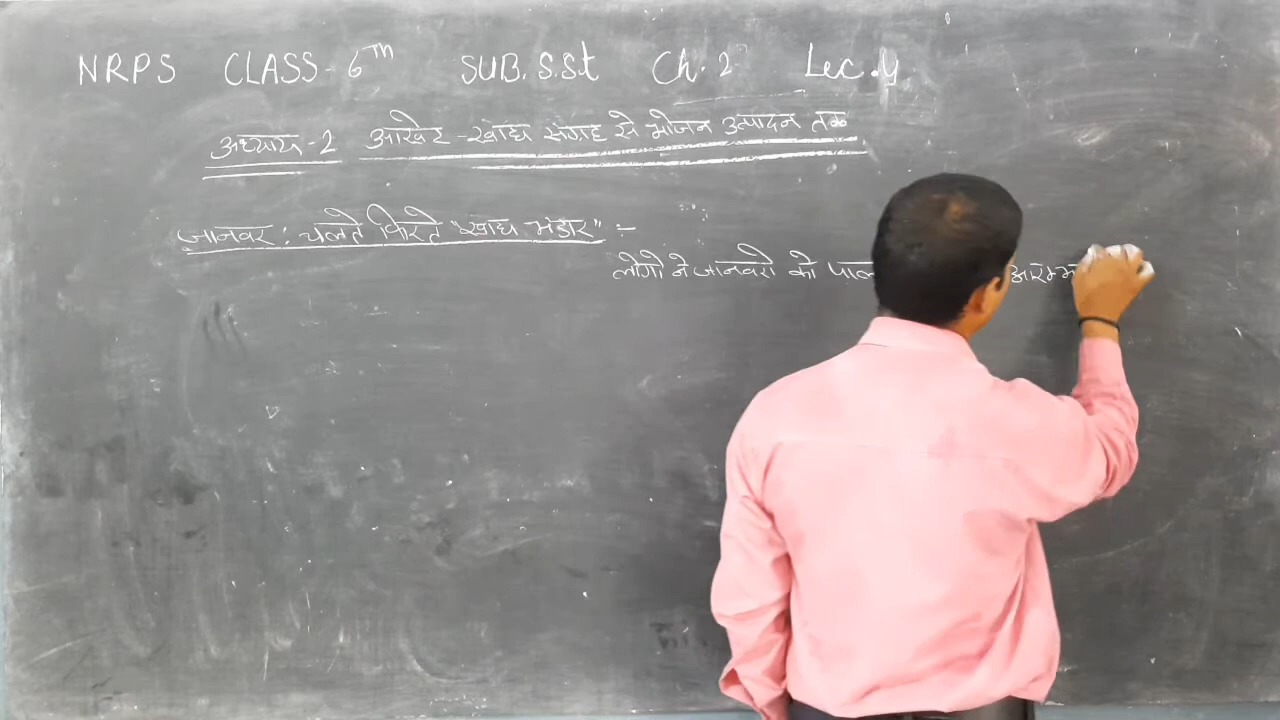 NRPS CLASS-6th SUB.S.St Ch.2 Lec.4
अध्याय-2 आखेट-खाद्य संग्रह से भोजन उत्पादन तक
जानवर: चलते फिरते "खाद्य भंडार" :-
लोगो ने जानवरो को पाल आरम्भ